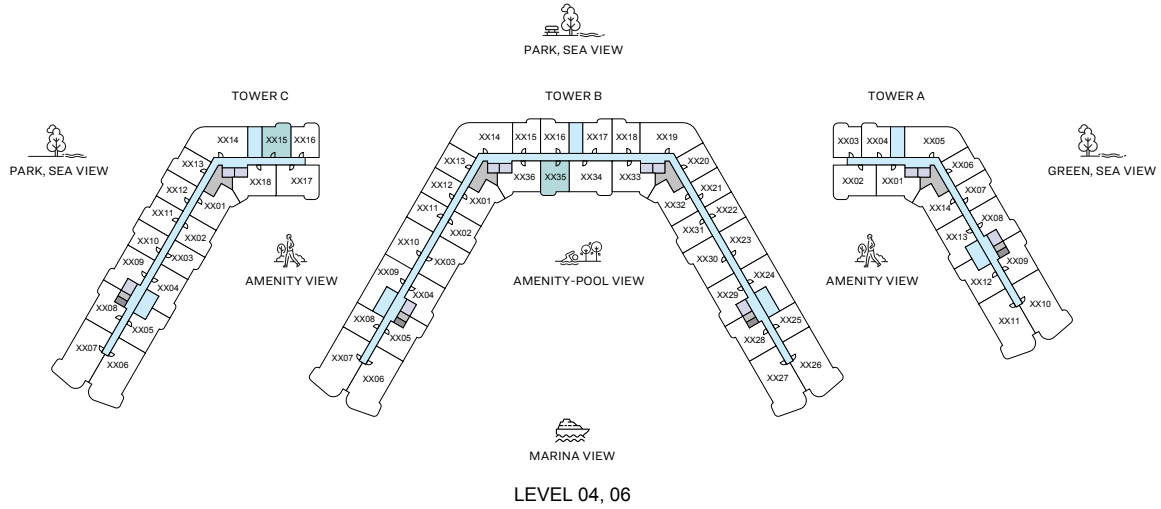 PARK, SEA VIEW
TOWER C
TOWER B
TOWER A
PARK, SEA VIEW
GREEN, SEA VIEW
XX14
XX15
XX16
XX13
XX18
XX17
XX12
XX01
XX11
XX02
XX10
XX03
XX09
XX04
XX08
XX05
XX07
XX06
XX14
XX15
XX16
XX17
XX18
XX19
XX13
XX36
XX35
XX34
XX33
XX20
XX12
XX01
XX32
XX21
XX11
XX02
XX31
XX22
XX10
XX03
XX30
XX23
XX09
XX04
XX29
XX24
XX08
XX05
XX28
XX25
XX07
XX06
XX27
XX26
XX03
XX04
XX05
XX02
XX01
XX06
XX14
XX07
XX13
XX08
XX12
XX09
XX11
XX10
AMENITY VIEW
AMENITY-POOL VIEW
AMENITY VIEW
MARINA VIEW
LEVEL 04, 06